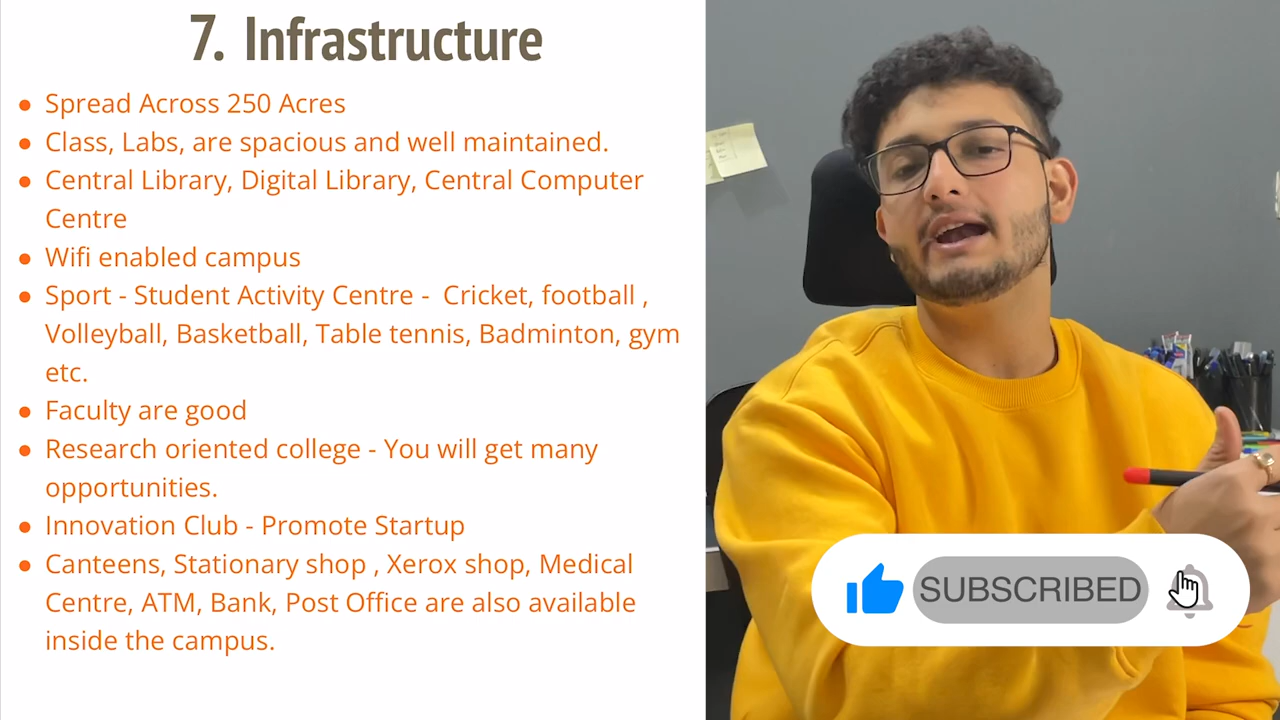 7. Infrastructure
● Spread Across 250 Acres
● Class, Labs, are spacious and well maintained.
● Central Library, Digital Library, Central Computer
Centre
● Wifi enabled campus
● Sport - Student Activity Centre -  Cricket, football ,
Volleyball, Basketball, Table tennis, Badminton, gym
etc.
● Faculty are good
● Research oriented college - You will get many
opportunities.
● Innovation Club - Promote Startup
● Canteens, Stationary shop , Xerox shop, Medical
Centre, ATM, Bank, Post Office are also available
inside the campus.
SUBSCRIBED